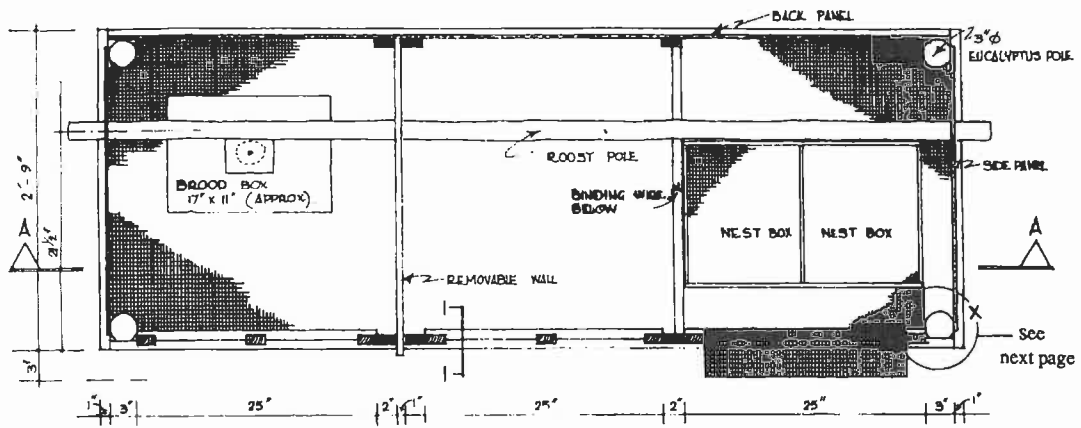 BACK PANEL
3"φ
EUCALYPTUS POLE
ROOST POLE
SIDE PANEL
BROOD BOX
17" X 11" (APPROX)
BINDING WIRE
BELOW
NEST BOX
NEST BOX
2'-9"
21½"
A
A
REMOVABLE WALL
X
see
next page
3"
1"
3"
25"
2"
1"
25"
2"
25"
3"
1"